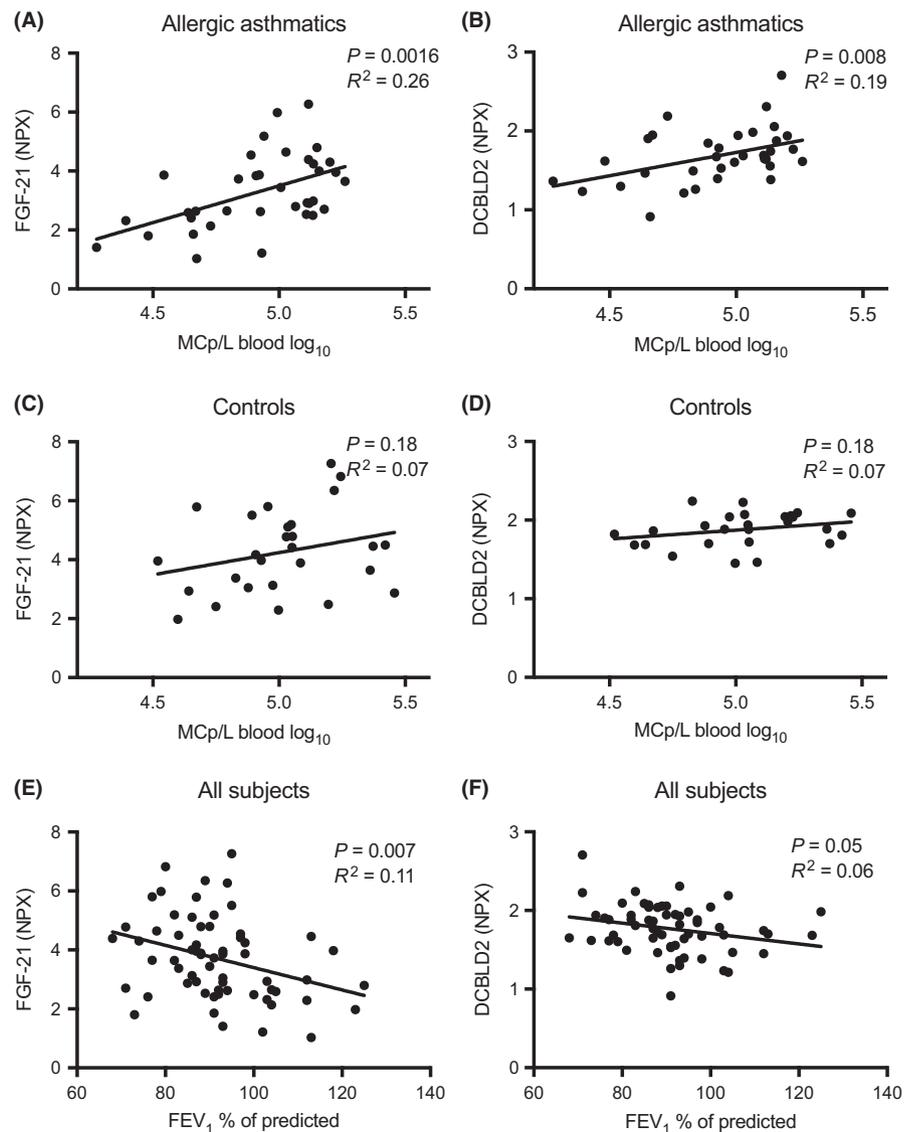 (A)
Allergic asthmatics
P = 0.0016
R2 = 0.26
FGF-21 (NPX)
8
6
4
2
0
4.5 5.0 5.5
MCp/L blood log10
(B)
Allergic asthmatics
P = 0.008
R2 = 0.19
DCBLD2 (NPX)
3
2
1
0
4.5 5.0 5.5
MCp/L blood log10
(C)
Controls
P = 0.18
R2 = 0.07
FGF-21 (NPX)
8
6
4
2
0
4.5 5.0 5.5
MCp/L blood log10
(D)
Controls
P = 0.18
R2 = 0.07
DCBLD2 (NPX)
3
2
1
0
4.5 5.0 5.5
MCp/L blood log10
(E)
All subjects
P = 0.007
R2 = 0.11
FGF-21 (NPX)
8
6
4
2
0
60 80 100 120 140
FEV1 % of predicted
(F)
All subjects
P = 0.05
R2 = 0.06
DCBLD2 (NPX)
3
2
1
0
60 80 100 120 140
FEV1 % of predicted